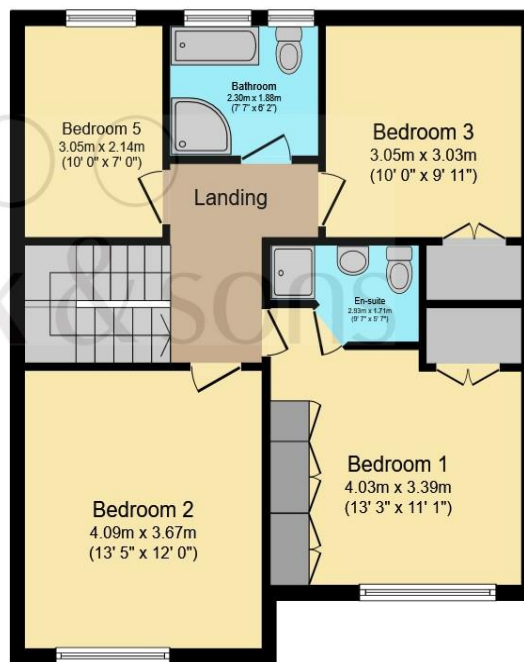 Bathroom
2.30m x 1.88m
(7' 7" x 6' 2")
Bedroom 5
3.05m x 2.14m
(10' 0" x 7' 0")
Bedroom 3
3.05m x 3.03m
(10' 0" x 9' 11")
Landing
& sons
En-suite
2.93m x 1.71m
(9' 7" x 5' 7")
Bedroom 1
4.03m x 3.39m
(13' 3" x 11' 1")
Bedroom 2
4.09m x 3.67m
(13' 5" x 12' 0")